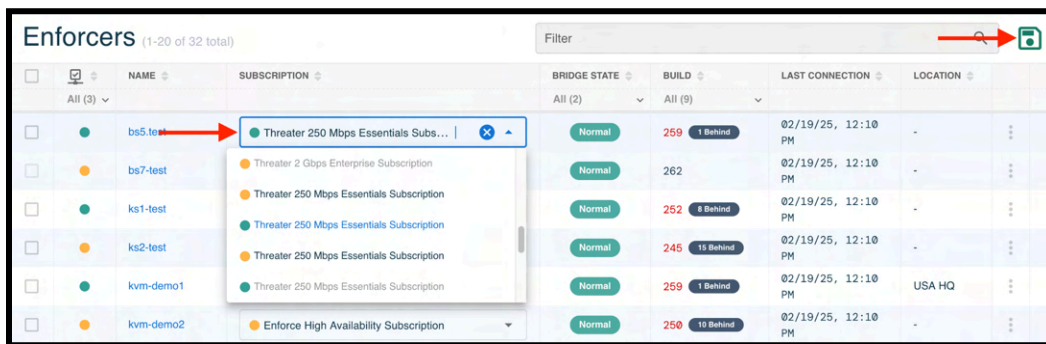 Enforcers (1-20 of 32 total)
Filter
NAME SUBSCRIPTION BRIDGE STATE BUILD LAST CONNECTION LOCATION
All (3) All (2) All (9)
bs5.test Threater 250 Mbps Essentials Subs... Normal 259 1 Behind 02/19/25, 12:10 PM -
bs7-test Threater 2 Gbps Enterprise Subscription Normal 262 02/19/25, 12:10 PM -
Threater 250 Mbps Essentials Subscription
ks1-test Threater 250 Mbps Essentials Subscription Normal 252 8 Behind 02/19/25, 12:10 PM -
ks2-test Threater 250 Mbps Essentials Subscription Normal 245 15 Behind 02/19/25, 12:10 PM -
kvm-demo1 Threater 250 Mbps Essentials Subscription Normal 259 1 Behind 02/19/25, 12:10 PM USA HQ
kvm-demo2 Enforce High Availability Subscription Normal 250 10 Behind 02/19/25, 12:10 PM -